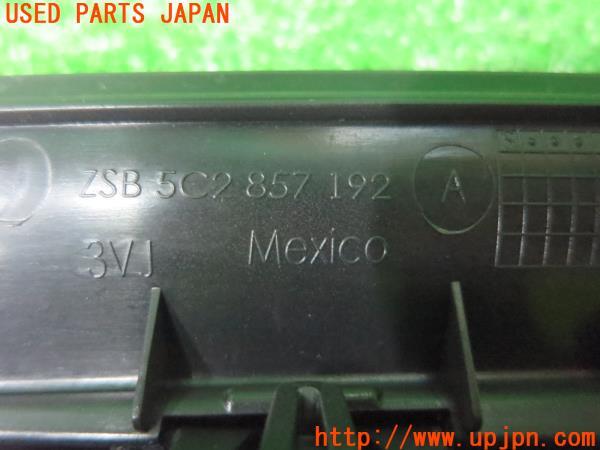 USED PARTS JAPAN
ZSB 5C2 857 192 A
3VJ Mexico
http://www.upjpn.com